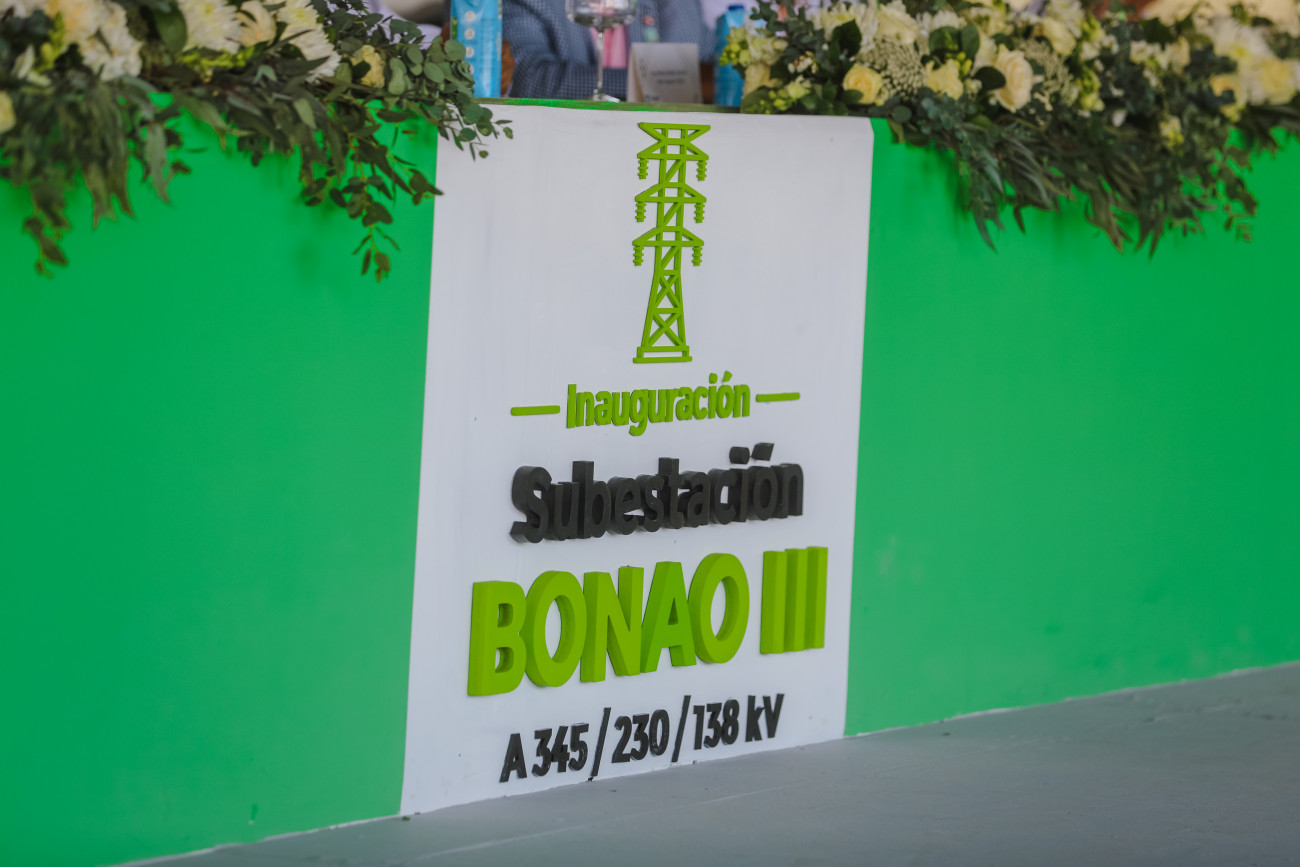 Inauguración
Subestación
BONAO III
A 345/230/138 kV